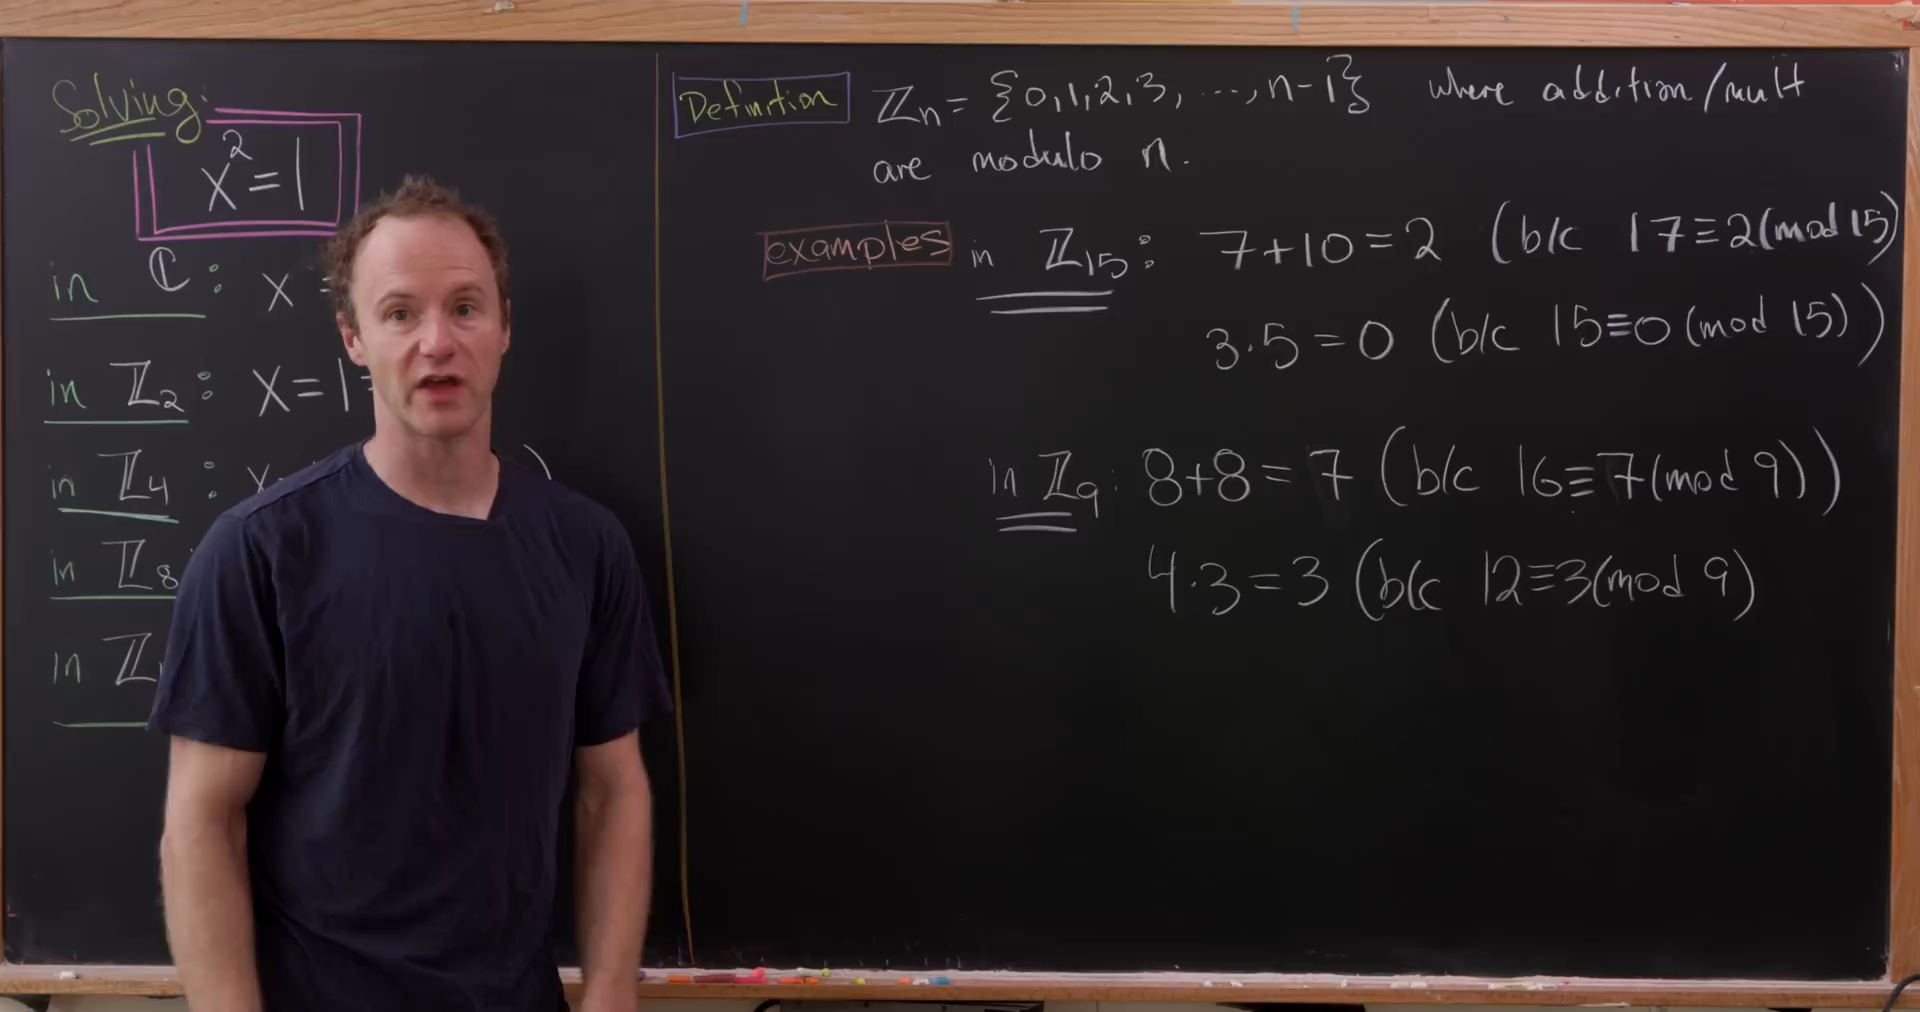 Solving:
x² = 1
in ℂ: x =
in ℤ₂: x = 1 =
in ℤ₄: x )
in ℤ₈
in ℤ
Definition ℤₙ = {0,1,2,3, ..., n-1} where addition/mult
are modulo n.
examples in ℤ₁₅: 7+10 = 2 (b/c 17≡2(mod 15)
3·5 = 0 (b/c 15≡0 (mod 15))
in ℤ₉: 8+8 = 7 (b/c 16≡7(mod 9))
4·3 = 3 (b/c 12≡3(mod 9)